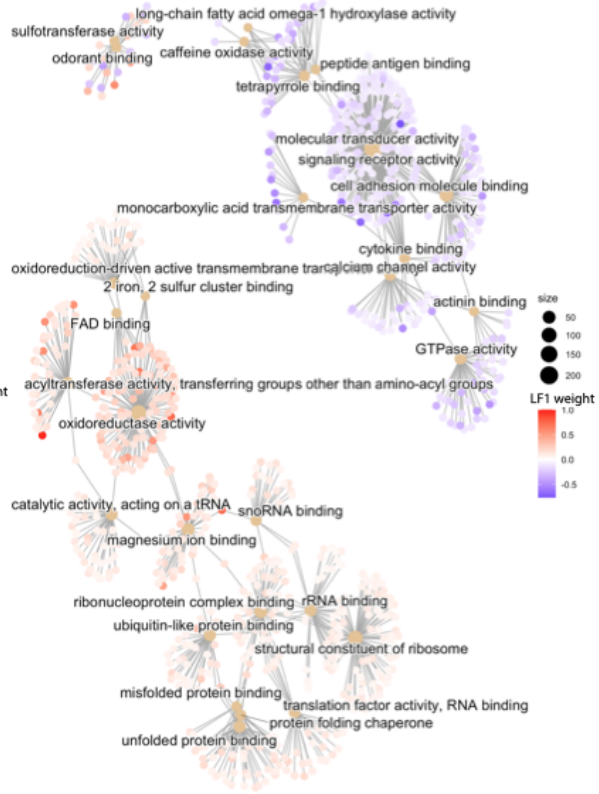 long-chain fatty acid omega-1 hydroxylase activity
sulfotransferase activity
caffeine oxidase activity
odorant binding
peptide antigen binding
tetrapyrrole binding
molecular transducer activity
signaling receptor activity
cell adhesion molecule binding
monocarboxylic acid transmembrane transporter activity
cytokine binding
oxidoreduction-driven active transmembrane
calcium channel activity
2 iron, 2 sulfur cluster binding
actinin binding
FAD binding
GTPase activity
size
50
100
150
200
acyltransferase activity, transferring groups other than amino-acyl groups
oxidoreductase activity
LF1 weight
1.0
0.5
0.0
-0.5
catalytic activity, acting on a tRNA
snoRNA binding
magnesium ion binding
ribonucleoprotein complex binding
rRNA binding
ubiquitin-like protein binding
structural constituent of ribosome
misfolded protein binding
translation factor activity, RNA binding
protein folding chaperone
unfolded protein binding